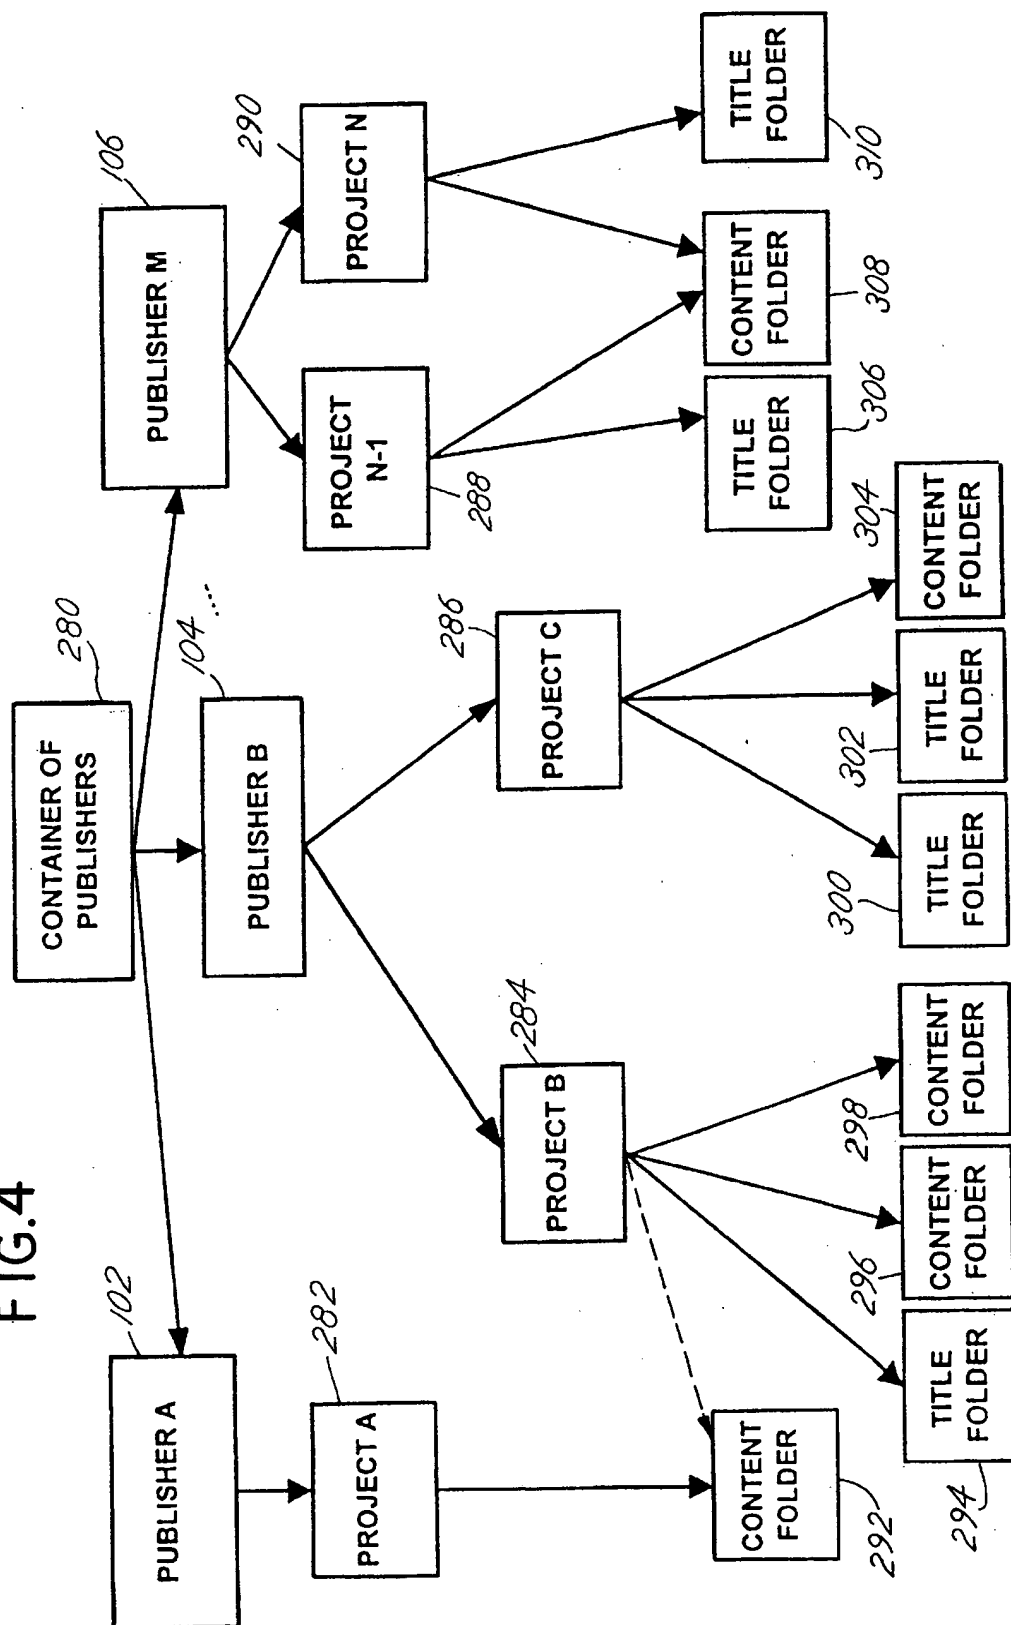 FIG.4
CONTAINER OF
PUBLISHERS
280
PUBLISHER A
102
PUBLISHER B
104
....
PUBLISHER M
106
PROJECT A
282
PROJECT B
284
PROJECT C
286
PROJECT
N-1
288
PROJECT N
290
CONTENT
FOLDER
292
TITLE
FOLDER
294
CONTENT
FOLDER
296
CONTENT
FOLDER
298
TITLE
FOLDER
300
TITLE
FOLDER
302
CONTENT
FOLDER
304
TITLE
FOLDER
306
CONTENT
FOLDER
308
TITLE
FOLDER
310